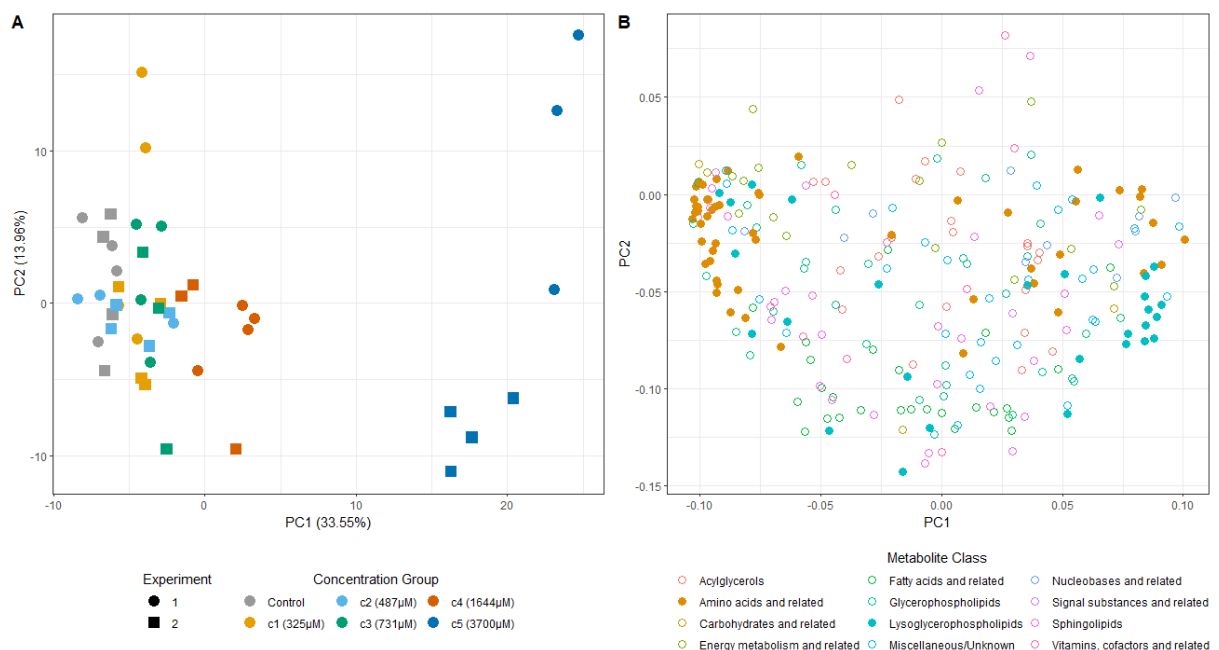 A
10
0
-10
PC2 (13.96%)
-10
0
10
20
PC1 (33.55%)
B
0.05
0.00
-0.05
-0.10
-0.15
PC2
-0.10
-0.05
0.00
0.05
0.10
PC1
Experiment
1
2
Concentration Group
Control
c2 (487µM)
c4 (1644µM)
c1 (325µM)
c3 (731µM)
c5 (3700µM)
Metabolite Class
Acylglycerols
Fatty acids and related
Nucleobases and related
Amino acids and related
Glycerophospholipids
Signal substances and related
Carbohydrates and related
Lysoglycerophospholipids
Sphingolipids
Energy metabolism and related
Miscellaneous/Unknown
Vitamins, cofactors and related